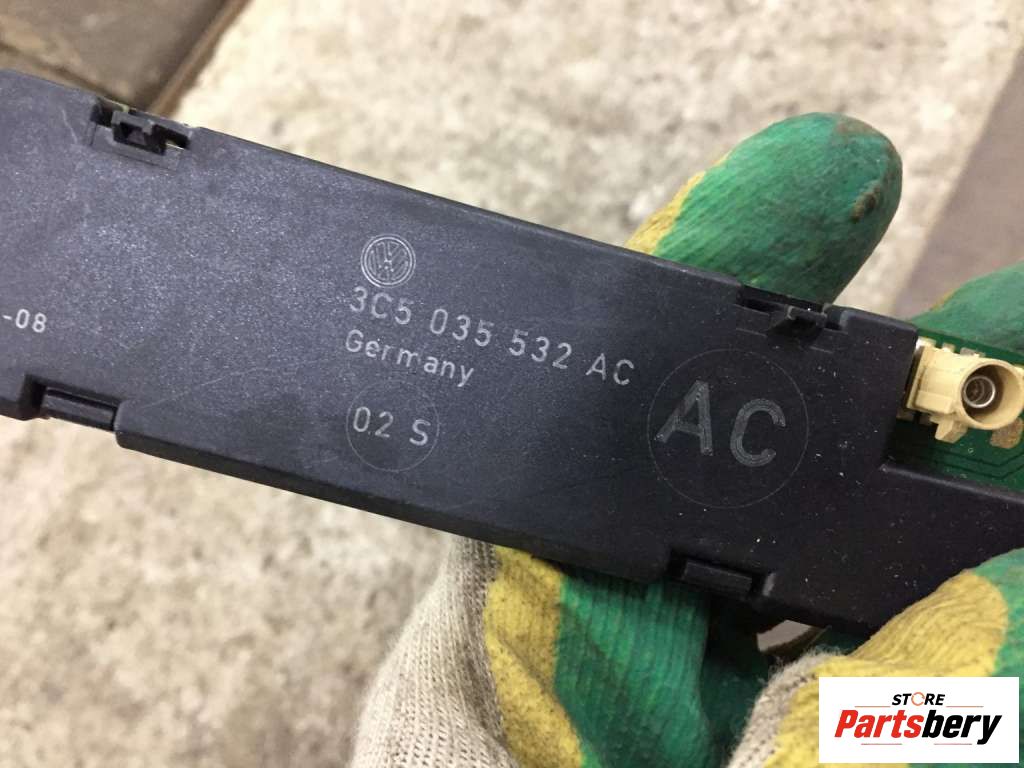 -08
3C5 035 532 AC
Germany
02 S
AC
STORE
Partsbery